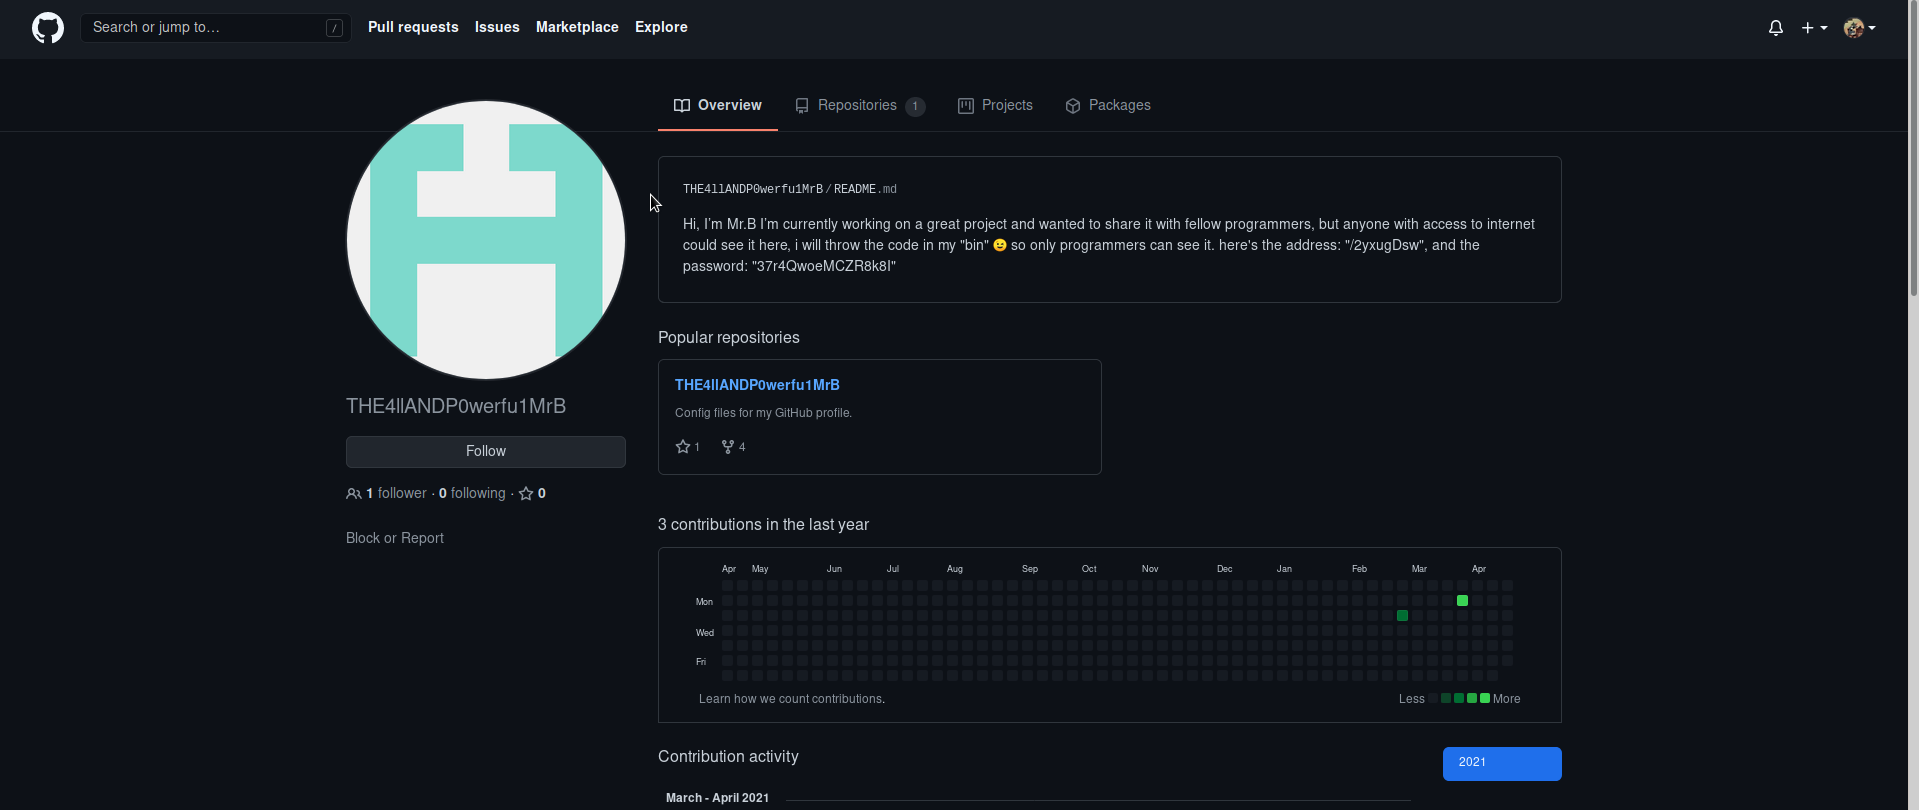 Search or jump to…
/
Pull requests
Issues
Marketplace
Explore
Overview
Repositories 1
Projects
Packages
THE4llANDP0werfu1MrB/README.md
Hi, I'm Mr.B I'm currently working on a great project and wanted to share it with fellow programmers, but anyone with access to internet
could see it here, i will throw the code in my "bin" 😉 so only programmers can see it. here's the address: "/2yxugDsw", and the
password: "37r4QwoeMCZR8k8I"
THE4llANDP0werfu1MrB
Follow
1 follower · 0 following · 0
Block or Report
Popular repositories
THE4llANDP0werfu1MrB
Config files for my GitHub profile.
1 4
3 contributions in the last year
Apr May Jun Jul Aug Sep Oct Nov Dec Jan Feb Mar Apr
Mon
Wed
Fri
Learn how we count contributions.
Less More
Contribution activity
2021
March - April 2021